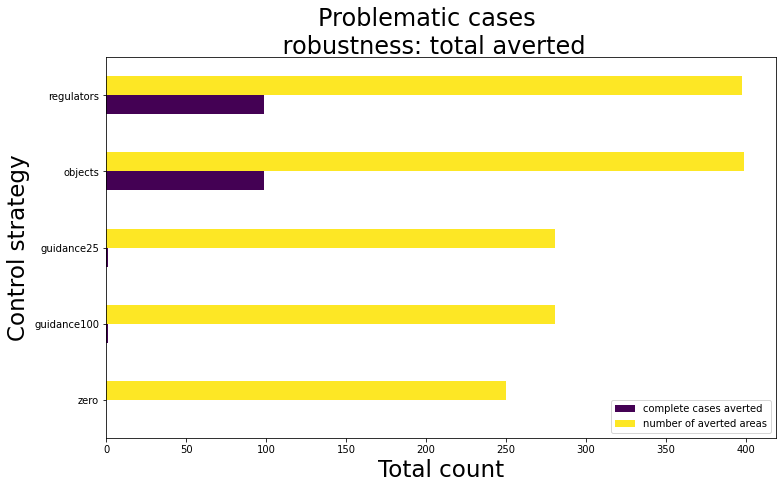 Problematic cases
robustness: total averted
Control strategy
regulators
objects
guidance25
guidance100
zero
complete cases averted
number of averted areas
0 50 100 150 200 250 300 350 400
Total count